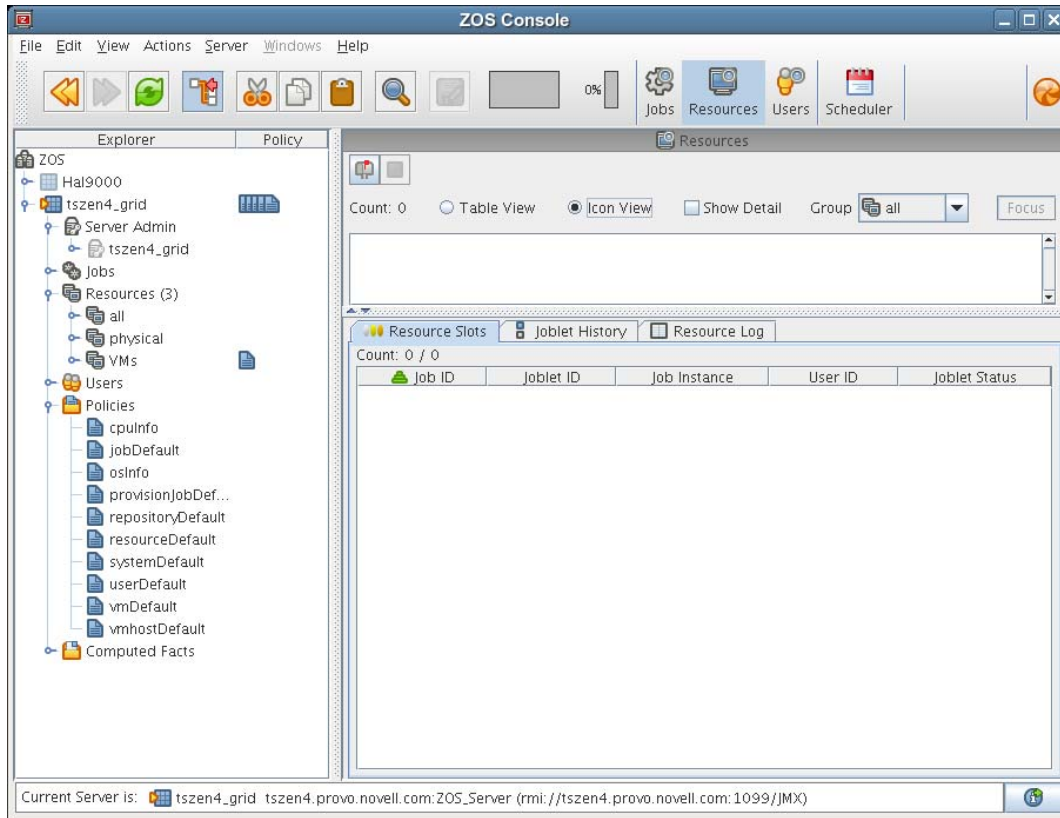 ZOS Console
File Edit View Actions Server Windows Help
0%
Jobs Resources Users Scheduler
Explorer Policy
Resources
ZOS
Hal9000
tszen4_grid
Server Admin
tszen4_grid
Jobs
Resources (3)
all
physical
VMs
Users
Policies
cpuInfo
jobDefault
osInfo
provisionJobDef...
repositoryDefault
resourceDefault
systemDefault
userDefault
vmDefault
vmhostDefault
Computed Facts
Count: 0 Table View Icon View Show Detail Group all Focus
Resource Slots Joblet History Resource Log
Count: 0 / 0
Job ID Joblet ID Job Instance User ID Joblet Status
Current Server is: tszen4_grid tszen4.provo.novell.com:ZOS_Server (rmi://tszen4.provo.novell.com:1099/JMX)